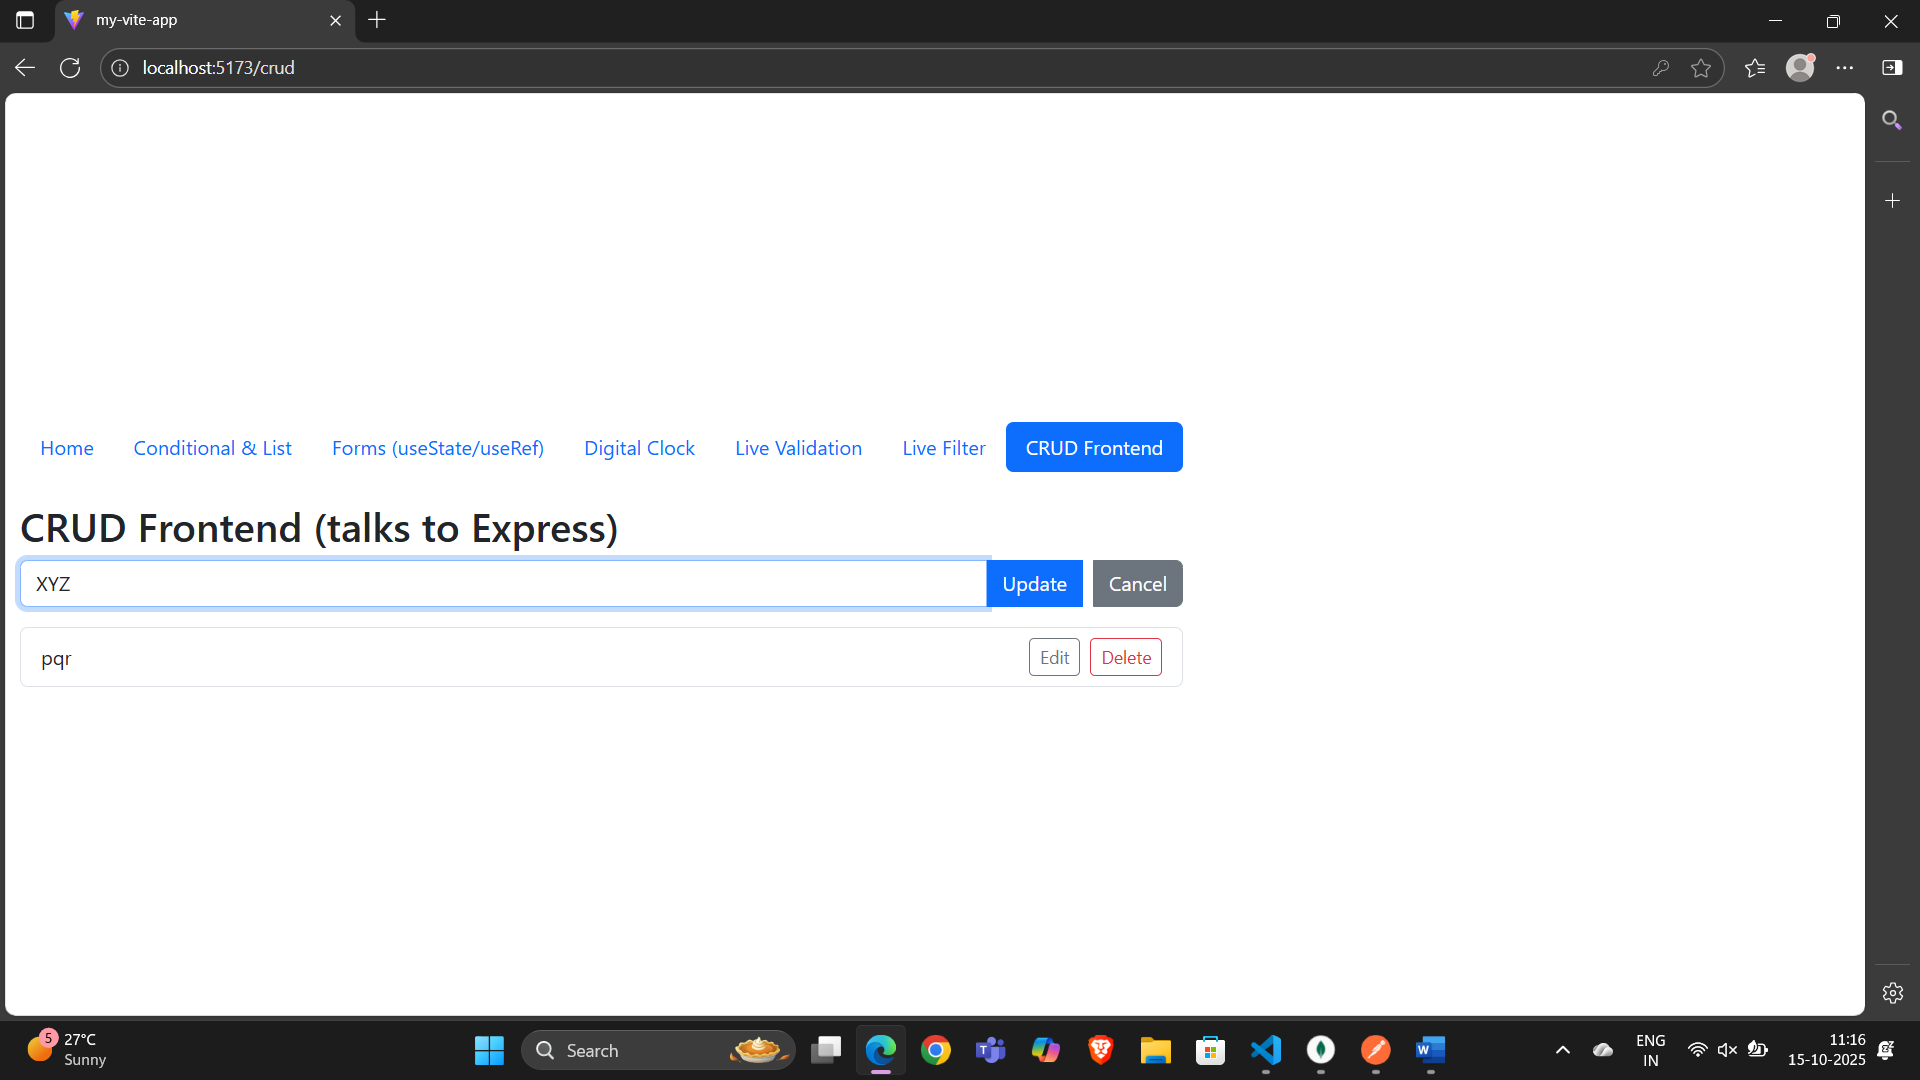 my-vite-app
localhost:5173/crud
Home Conditional & List Forms (useState/useRef) Digital Clock Live Validation Live Filter CRUD Frontend
CRUD Frontend (talks to Express)
XYZ Update Cancel
pqr Edit Delete
5 27°C
Sunny
Search
T
W
ENG
IN
11:16
15-10-2025